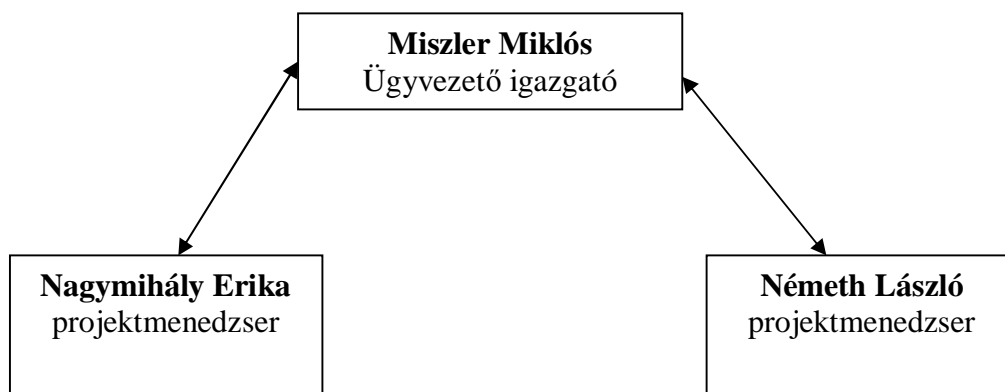 Miszler Miklós
Ügyvezető igazgató
Nagymihály Erika
projektmenedzser
Németh László
projektmenedzser